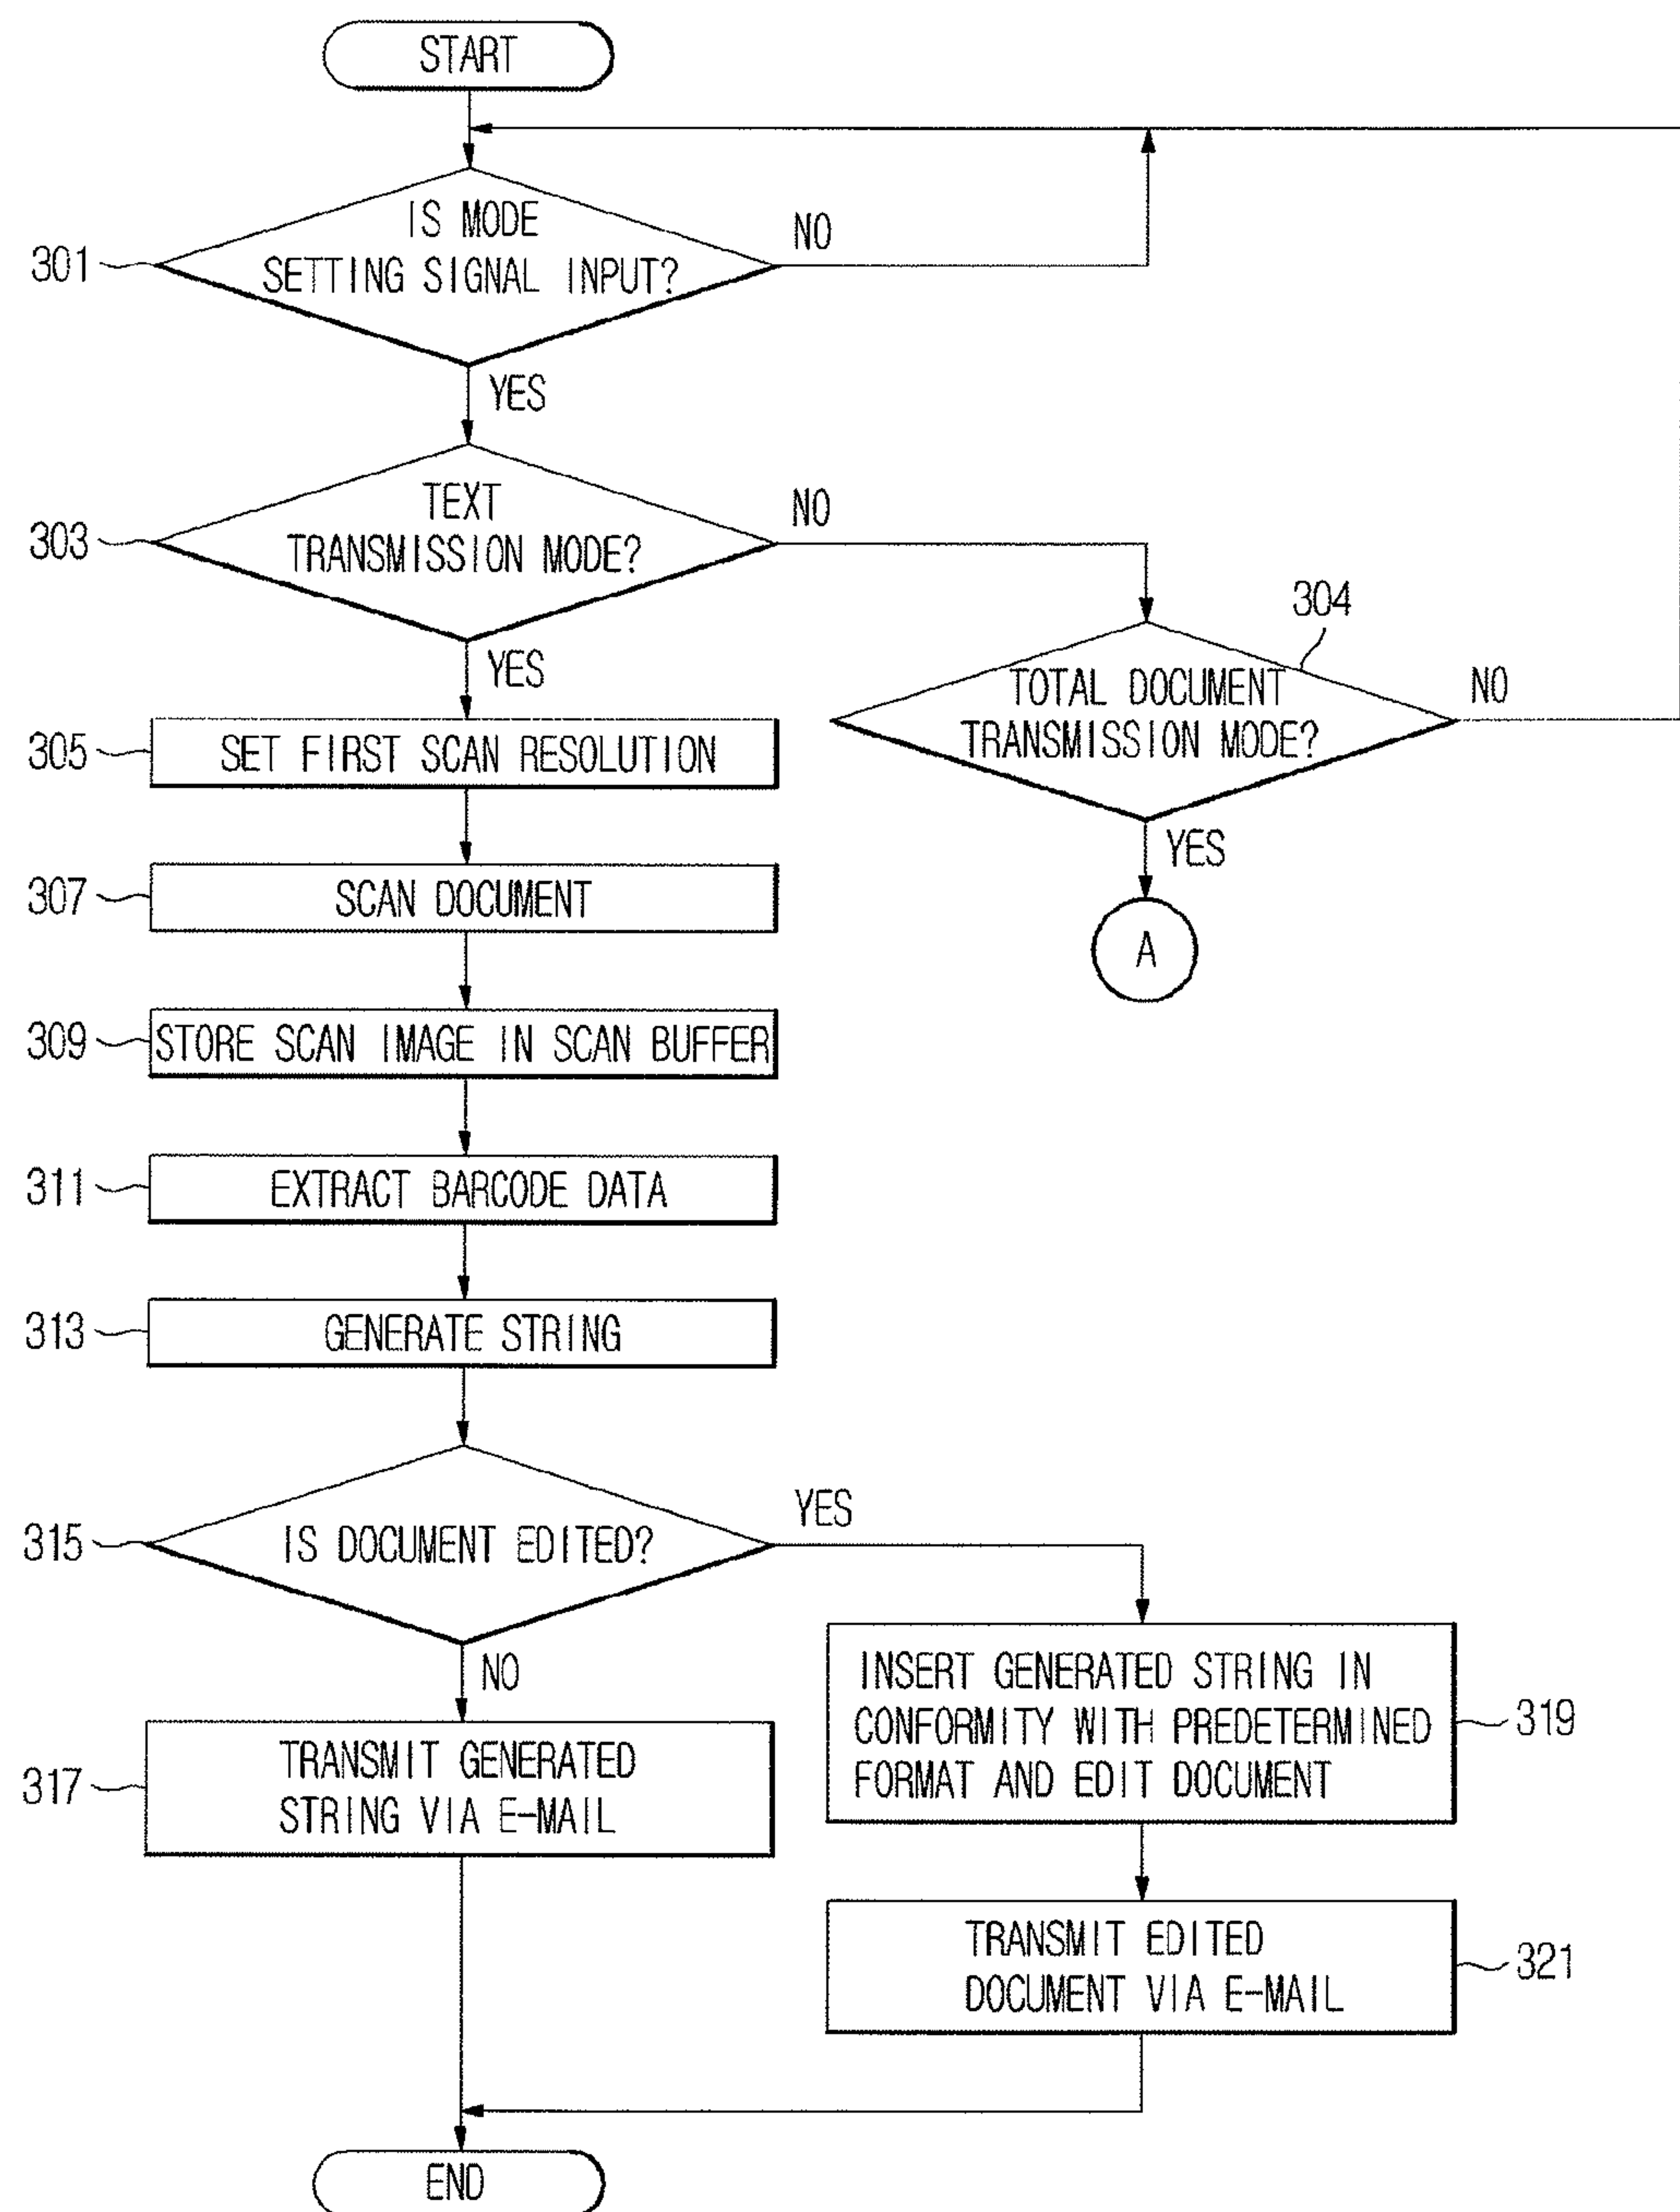 START
IS MODE
SETTING SIGNAL INPUT?
NO
301
YES
TEXT
TRANSMISSION MODE?
NO
303
YES
304
TOTAL DOCUMENT
TRANSMISSION MODE?
NO
YES
A
305
SET FIRST SCAN RESOLUTION
307
SCAN DOCUMENT
309
STORE SCAN IMAGE IN SCAN BUFFER
311
EXTRACT BARCODE DATA
313
GENERATE STRING
315
IS DOCUMENT EDITED?
YES
NO
317
TRANSMIT GENERATED
STRING VIA E-MAIL
INSERT GENERATED STRING IN
CONFORMITY WITH PREDETERMINED
FORMAT AND EDIT DOCUMENT
319
TRANSMIT EDITED
DOCUMENT VIA E-MAIL
321
END